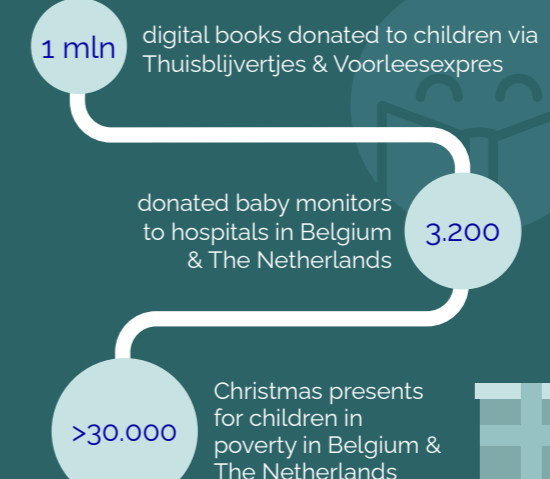 1 mln
digital books donated to children via
Thuisblijvertjes & Voorleesexpres
donated baby monitors
to hospitals in Belgium
& The Netherlands
3.200
>30.000
Christmas presents
for children in
poverty in Belgium &
The Netherlands